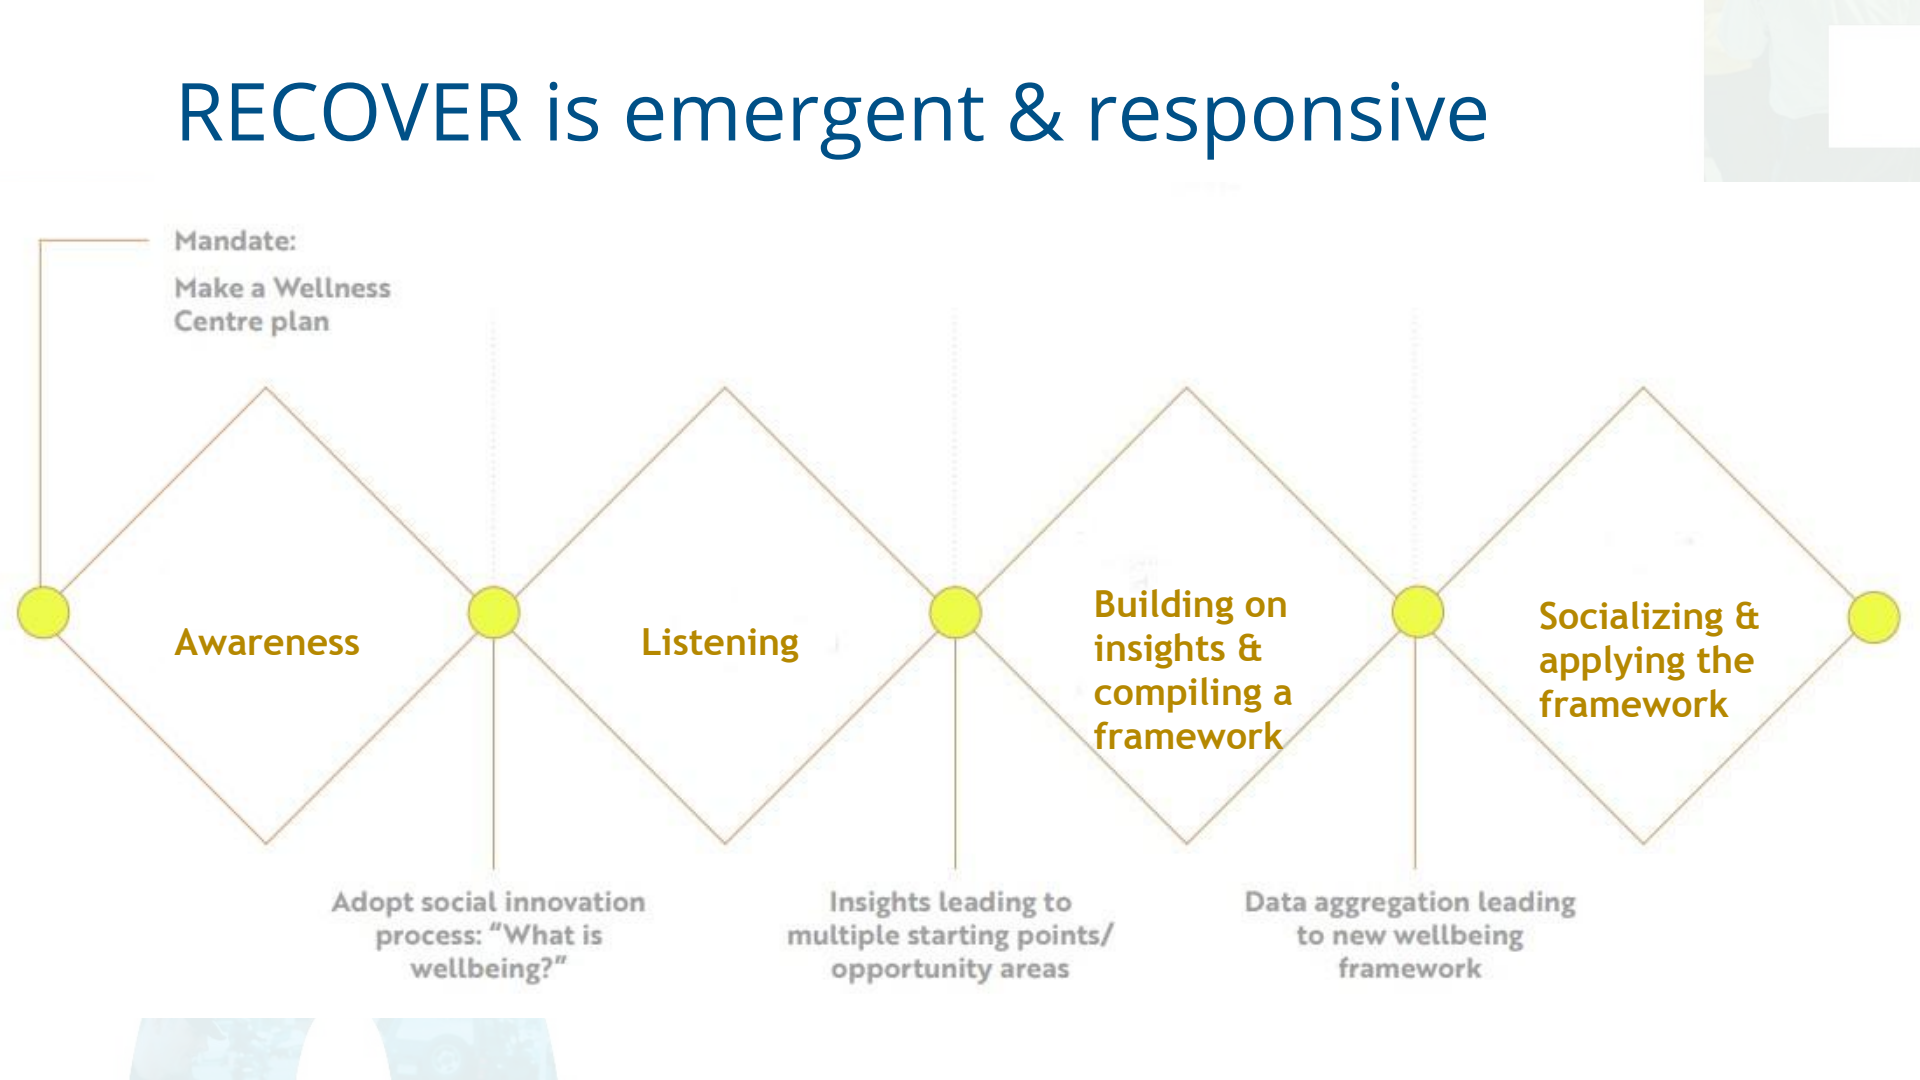 RECOVER is emergent & responsive
Mandate:
Make a Wellness
Centre plan
Awareness
Listening
Building on
insights &
compiling a
framework
Socializing &
applying the
framework
Adopt social innovation
process: “What is
wellbeing?”
Insights leading to
multiple starting points/
opportunity areas
Data aggregation leading
to new wellbeing
framework